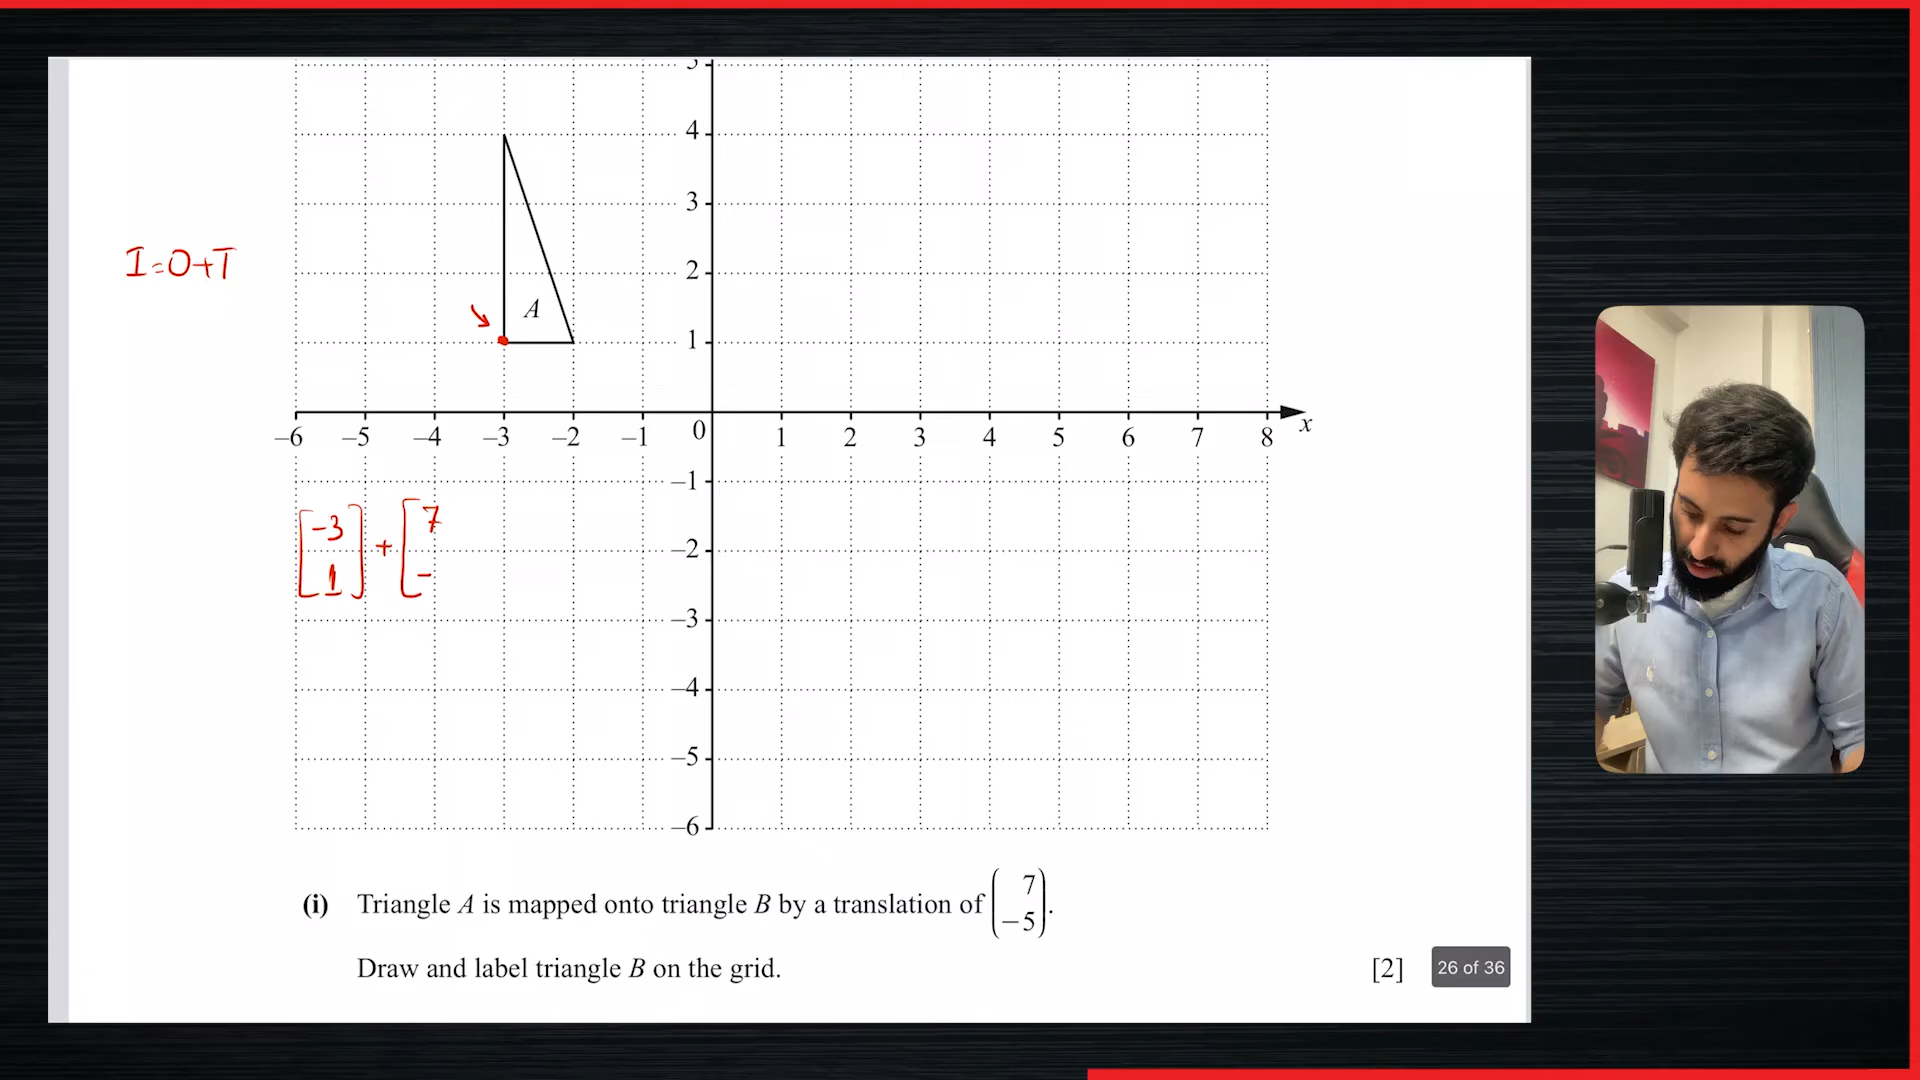 5
4
3
I=O+T
2
A
1
x
–6 –5 –4 –3 –2 –1 0 1 2 3 4 5 6 7 8
–1
[-3 1] + [7 -
–2
–3
–4
–5
–6
(i) Triangle A is mapped onto triangle B by a translation of (7 –5).
Draw and label triangle B on the grid. [2]
26 of 36